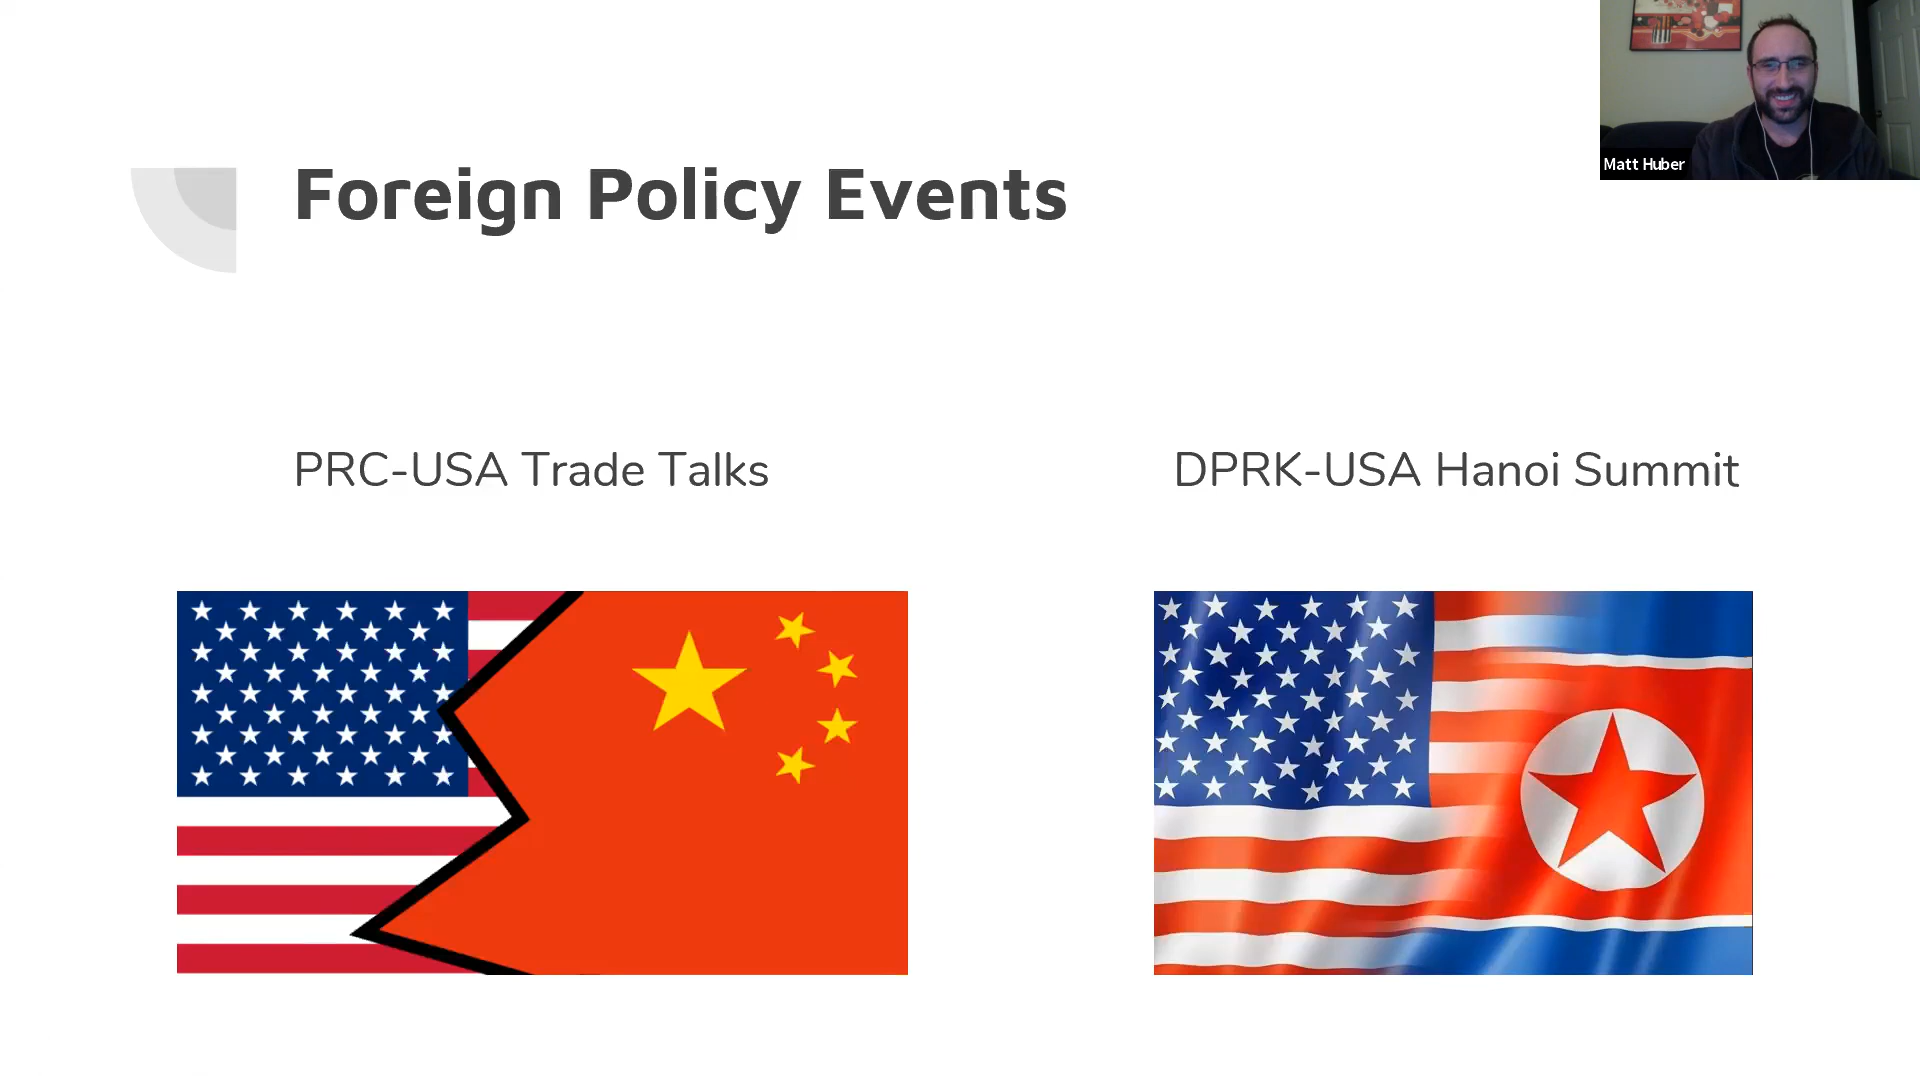 Matt Huber
Foreign Policy Events
PRC-USA Trade Talks
DPRK-USA Hanoi Summit